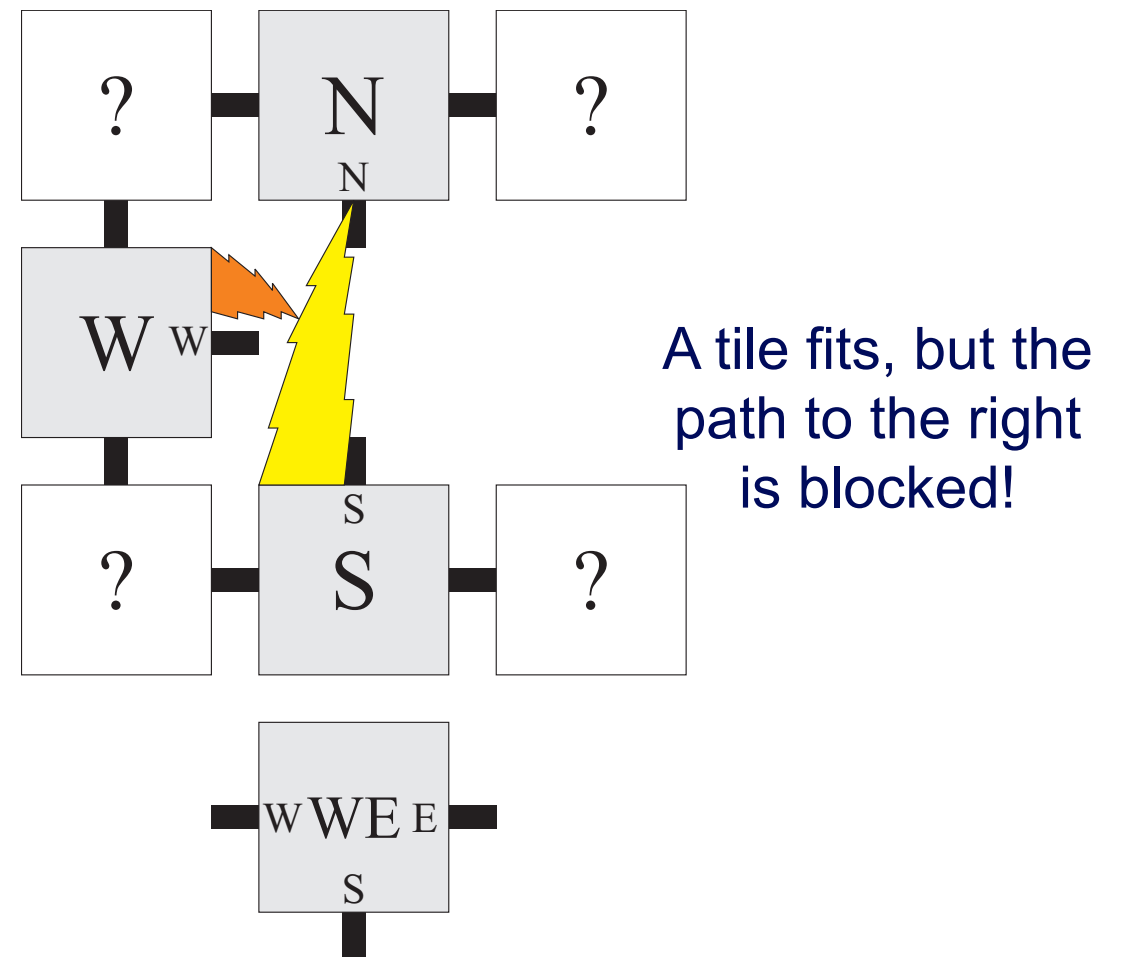 ? N ?
N
W W
A tile fits, but the
path to the right
is blocked!
S
? S ?
W WE E
S